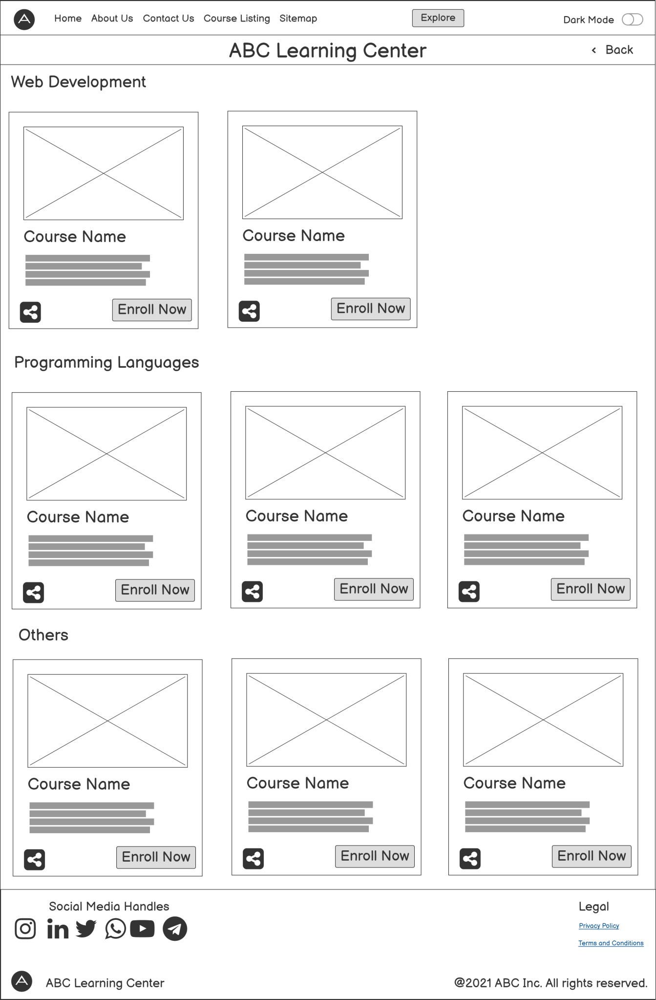 Home About Us Contact Us Course Listing Sitemap Explore Dark Mode
ABC Learning Center
Back
Web Development
Course Name
Enroll Now
Course Name
Enroll Now
Programming Languages
Course Name
Enroll Now
Course Name
Enroll Now
Course Name
Enroll Now
Others
Course Name
Enroll Now
Course Name
Enroll Now
Course Name
Enroll Now
Social Media Handles
Legal
Privacy Policy
Terms and Conditions
ABC Learning Center
@2021 ABC Inc. All rights reserved.